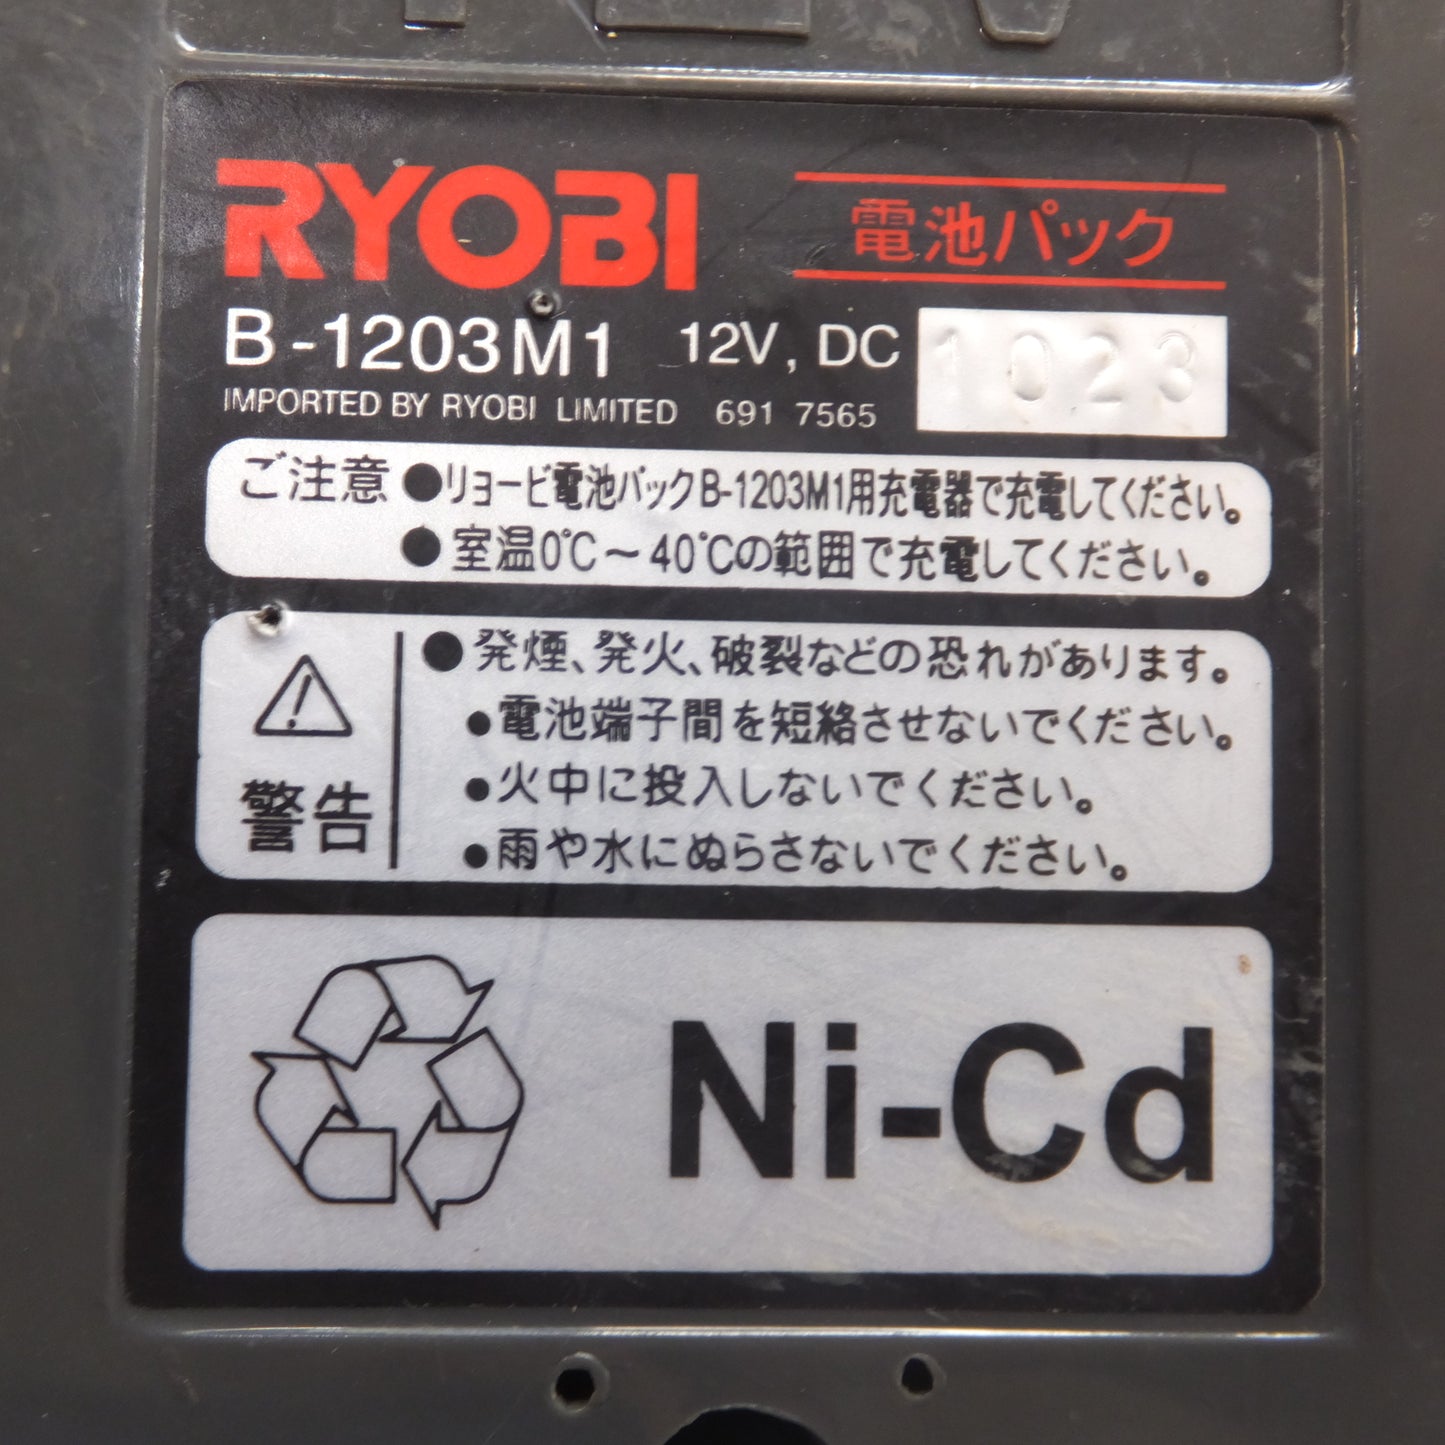 RYOBI 電池パック
B-1203M1 12V, DC 1023
IMPORTED BY RYOBI LIMITED 691 7565
ご注意 ●リョービ電池パックB-1203M1用充電器で充電してください。
●室温0℃～40℃の範囲で充電してください。
警告
●発煙、発火、破裂などの恐れがあります。
●電池端子間を短絡させないでください。
●火中に投入しないでください。
●雨や水にぬらさないでください。
Ni-Cd